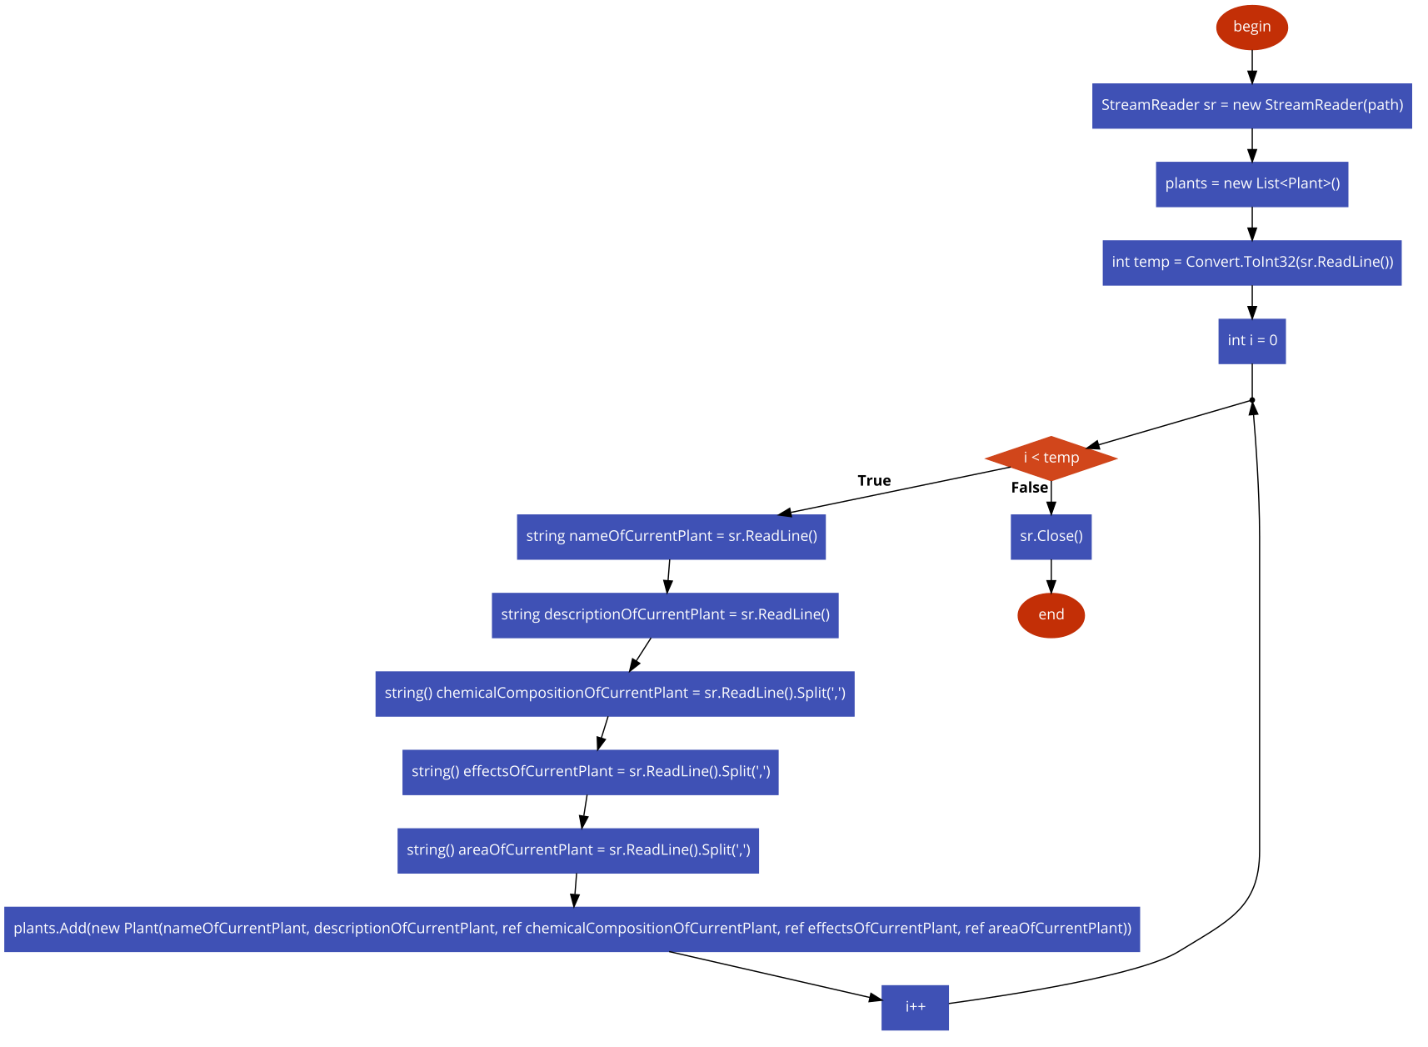 begin
StreamReader sr = new StreamReader(path)
plants = new List<Plant>()
int temp = Convert.ToInt32(sr.ReadLine())
int i = 0
i < temp
True
False
string nameOfCurrentPlant = sr.ReadLine()
sr.Close()
string descriptionOfCurrentPlant = sr.ReadLine()
end
string() chemicalCompositionOfCurrentPlant = sr.ReadLine().Split(',')
string() effectsOfCurrentPlant = sr.ReadLine().Split(',')
string() areaOfCurrentPlant = sr.ReadLine().Split(',')
plants.Add(new Plant(nameOfCurrentPlant, descriptionOfCurrentPlant, ref chemicalCompositionOfCurrentPlant, ref effectsOfCurrentPlant, ref areaOfCurrentPlant))
i++